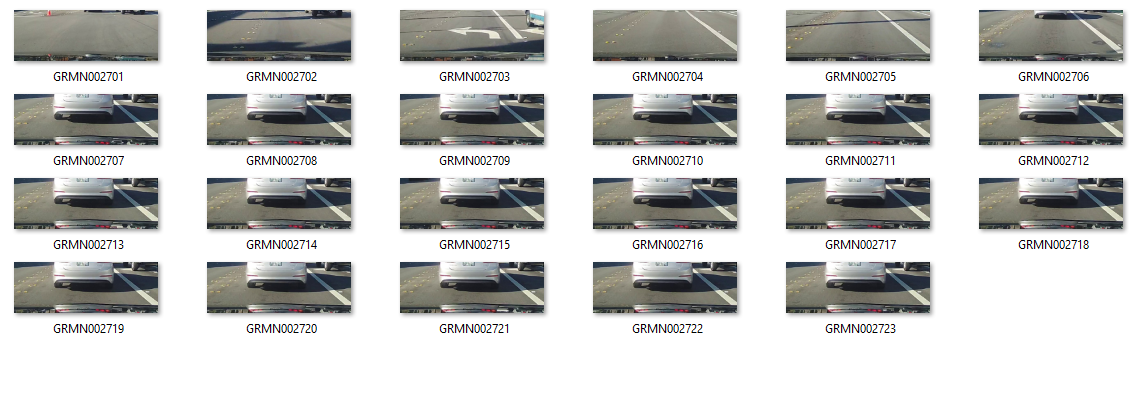 GRMN002701 GRMN002702 GRMN002703 GRMN002704 GRMN002705 GRMN002706
GRMN002707 GRMN002708 GRMN002709 GRMN002710 GRMN002711 GRMN002712
GRMN002713 GRMN002714 GRMN002715 GRMN002716 GRMN002717 GRMN002718
GRMN002719 GRMN002720 GRMN002721 GRMN002722 GRMN002723